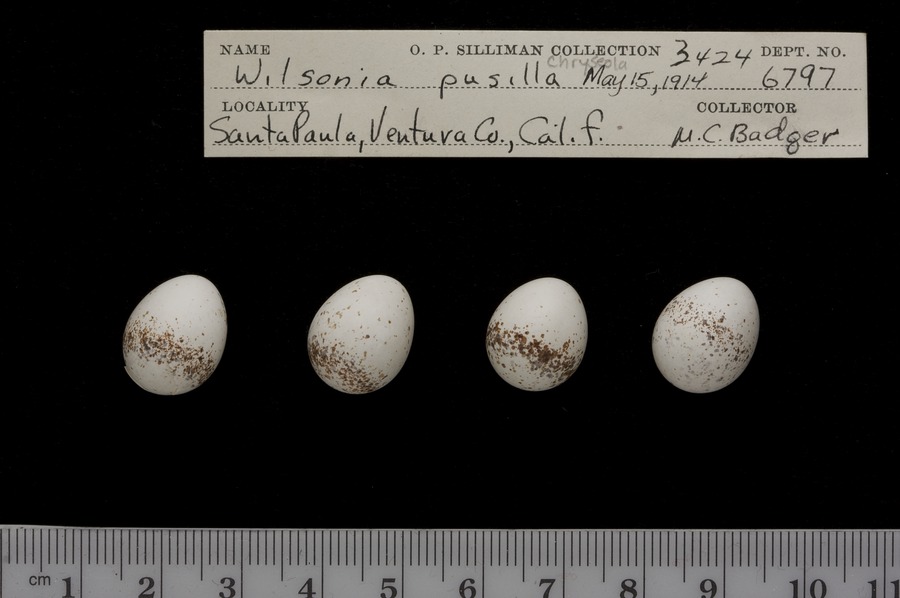 NAME O. P. SILLIMAN COLLECTION 3424 DEPT. NO.
Chryseola
Wilsonia pusilla May 15, 1914 6797
LOCALITY COLLECTOR
Santa Paula, Ventura Co., Calif. M.C. Badger
cm 1 2 3 4 5 6 7 8 9 10 11